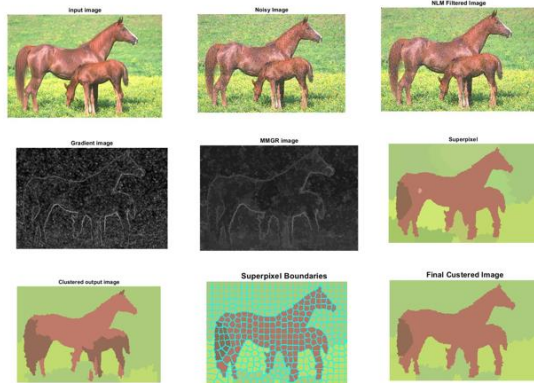 input Image
Noisy Image
NLM Filtered Image
Gradient image
MMGR image
Superpixel
Clustered output image
Superpixel Boundaries
Final Custered Image